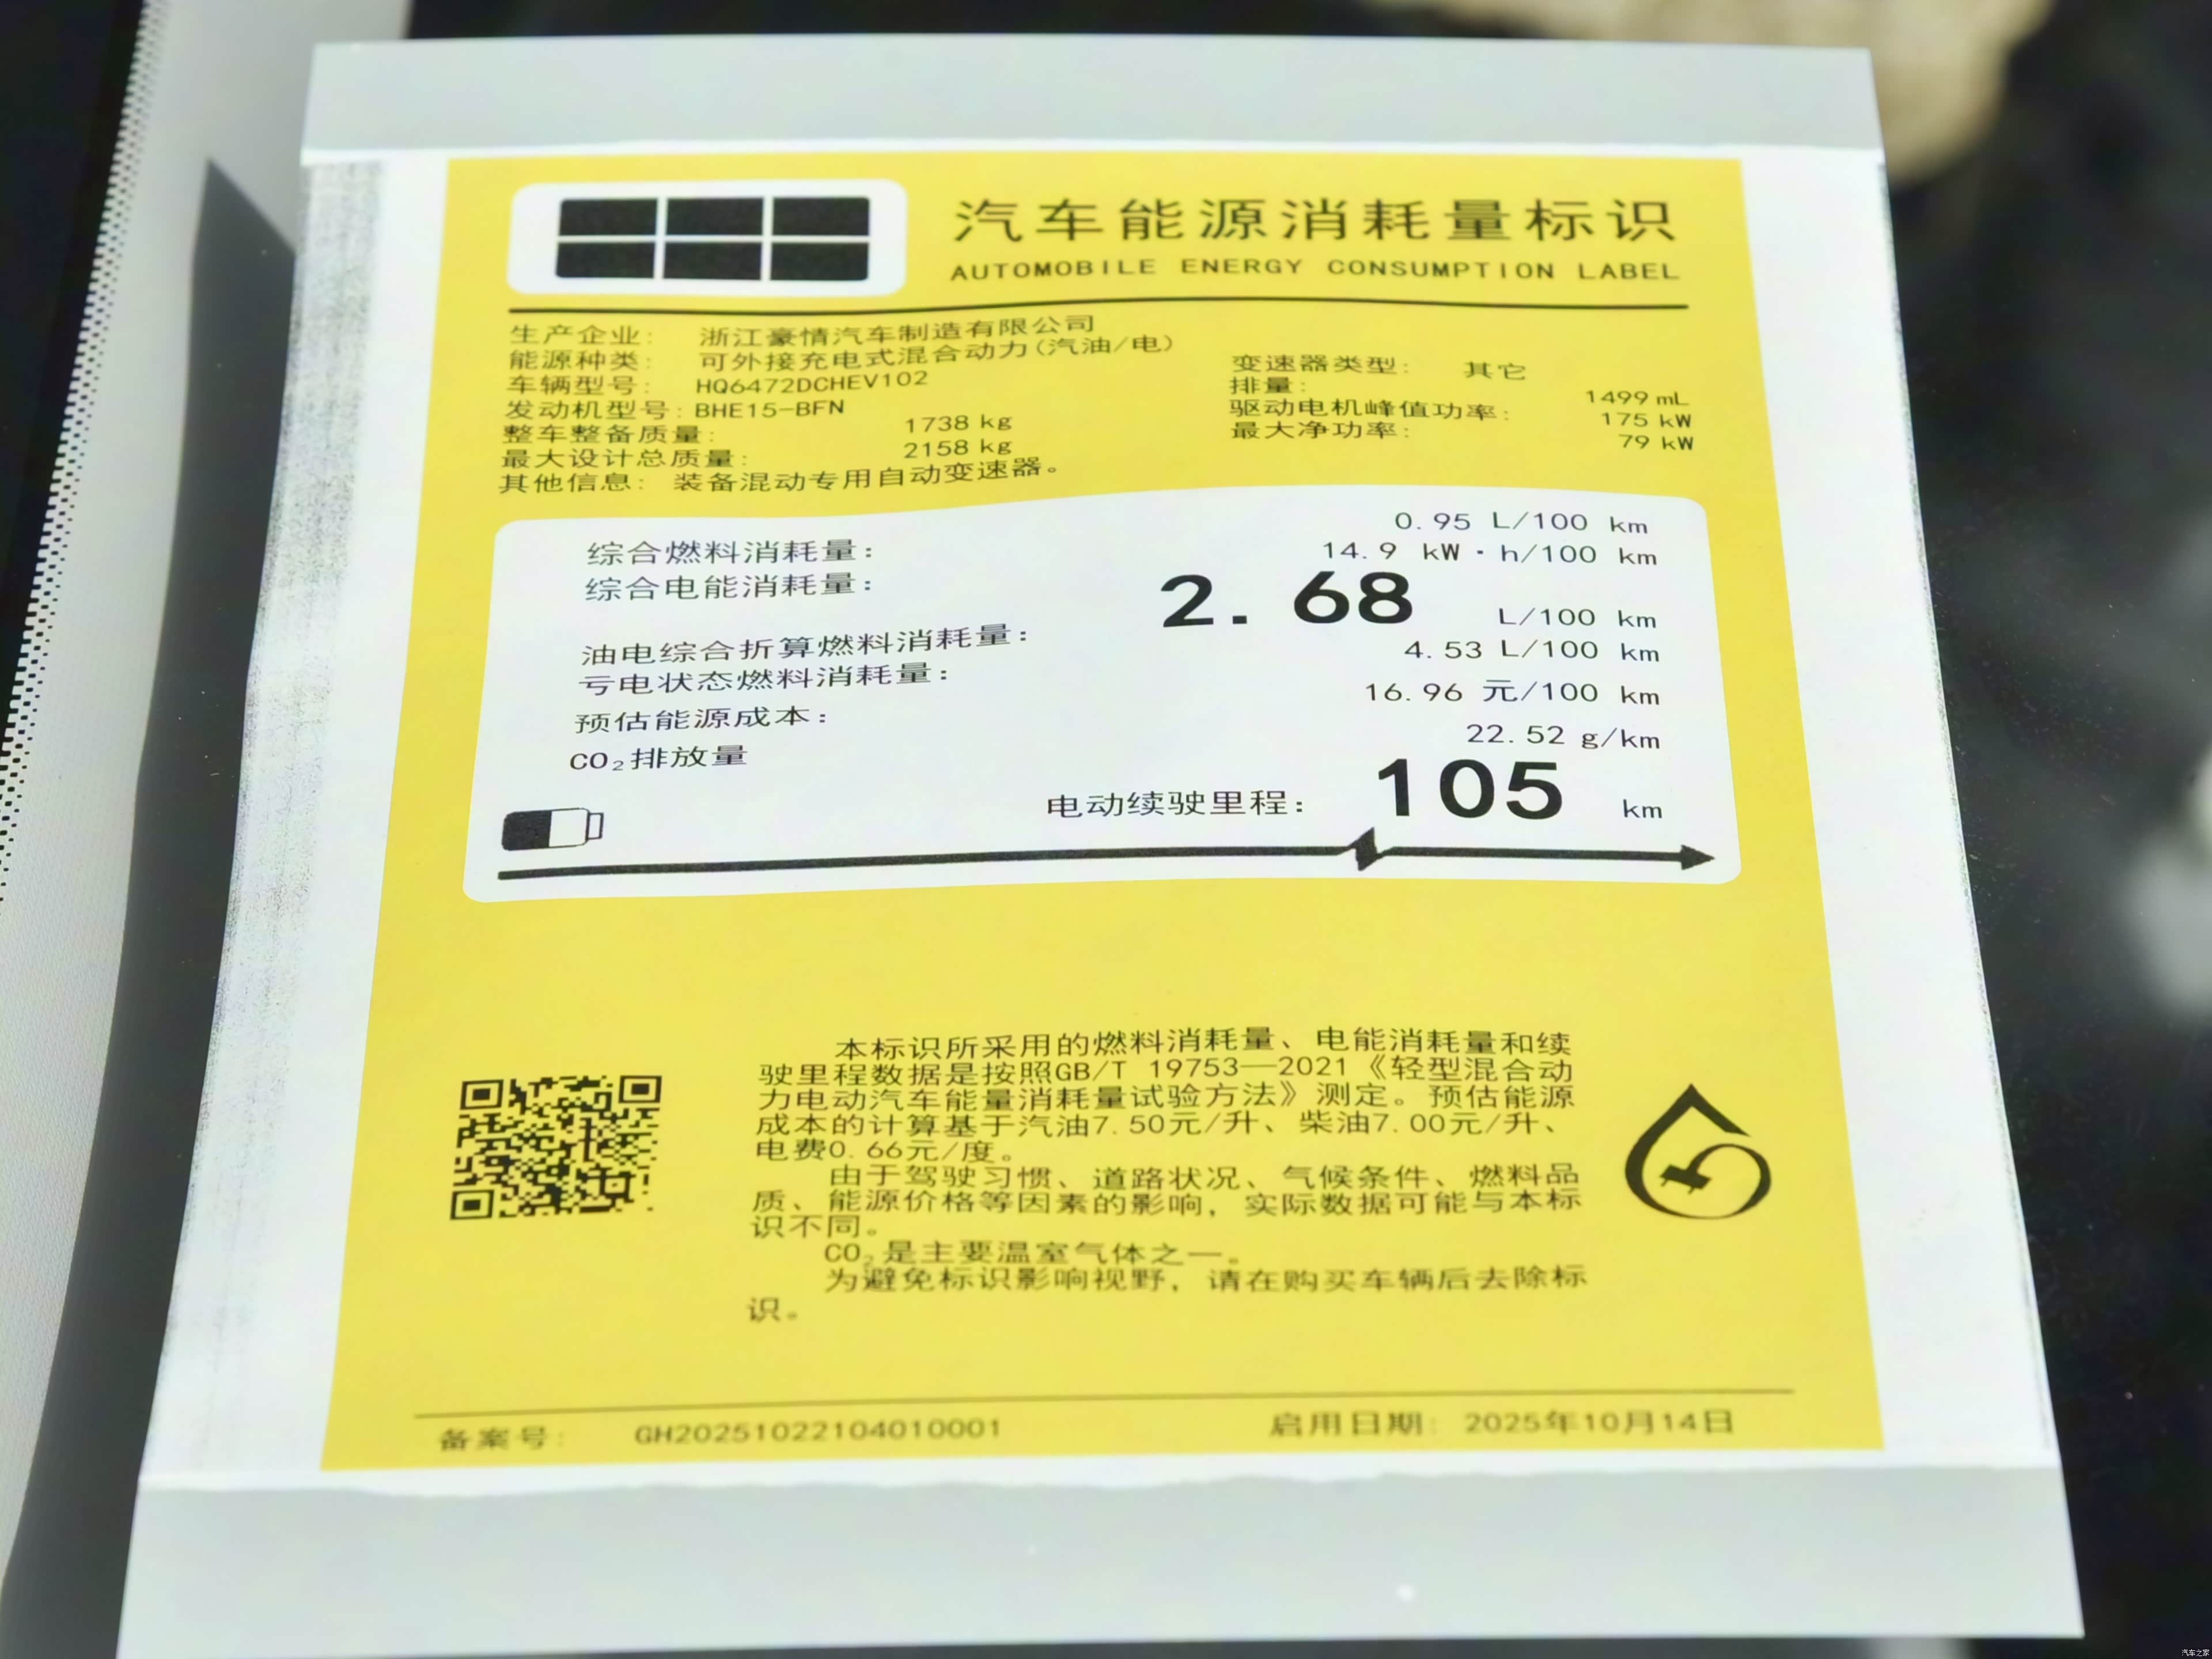 汽车能源消耗量标识
AUTOMOBILE ENERGY CONSUMPTION LABEL
生产企业: 浙江豪情汽车制造有限公司
能源种类: 可外接充电式混合动力(汽油/电)
车辆型号: HQ6472DCHEV102
发动机型号: BHE15-BFN
整车整备质量: 1738 kg
最大设计总质量: 2158 kg
其他信息: 装备混动专用自动变速器。
变速器类型: 其它
排量: 1499 mL
驱动电机峰值功率: 175 kW
最大净功率: 79 kW
综合燃料消耗量: 0.95 L/100 km
综合电能消耗量: 14.9 kW·h/100 km
油电综合折算燃料消耗量: 2.68 L/100 km
亏电状态燃料消耗量: 4.53 L/100 km
预估能源成本: 16.96 元/100 km
CO₂排放量 22.52 g/km
电动续驶里程: 105 km
本标识所采用的燃料消耗量、电能消耗量和续
驶里程数据是按照GB/T 19753—2021《轻型混合动
力电动汽车能量消耗量试验方法》测定。预估能源
成本的计算基于汽油7.50元/升、柴油7.00元/升、
电费0.66元/度。
由于驾驶习惯、道路状况、气候条件、燃料品
质、能源价格等因素的影响，实际数据可能与本标
识不同。
CO₂是主要温室气体之一。
为避免标识影响视野，请在购买车辆后去除标
识。
备案号: GH20251022104010001
启用日期: 2025年10月14日
汽车之家